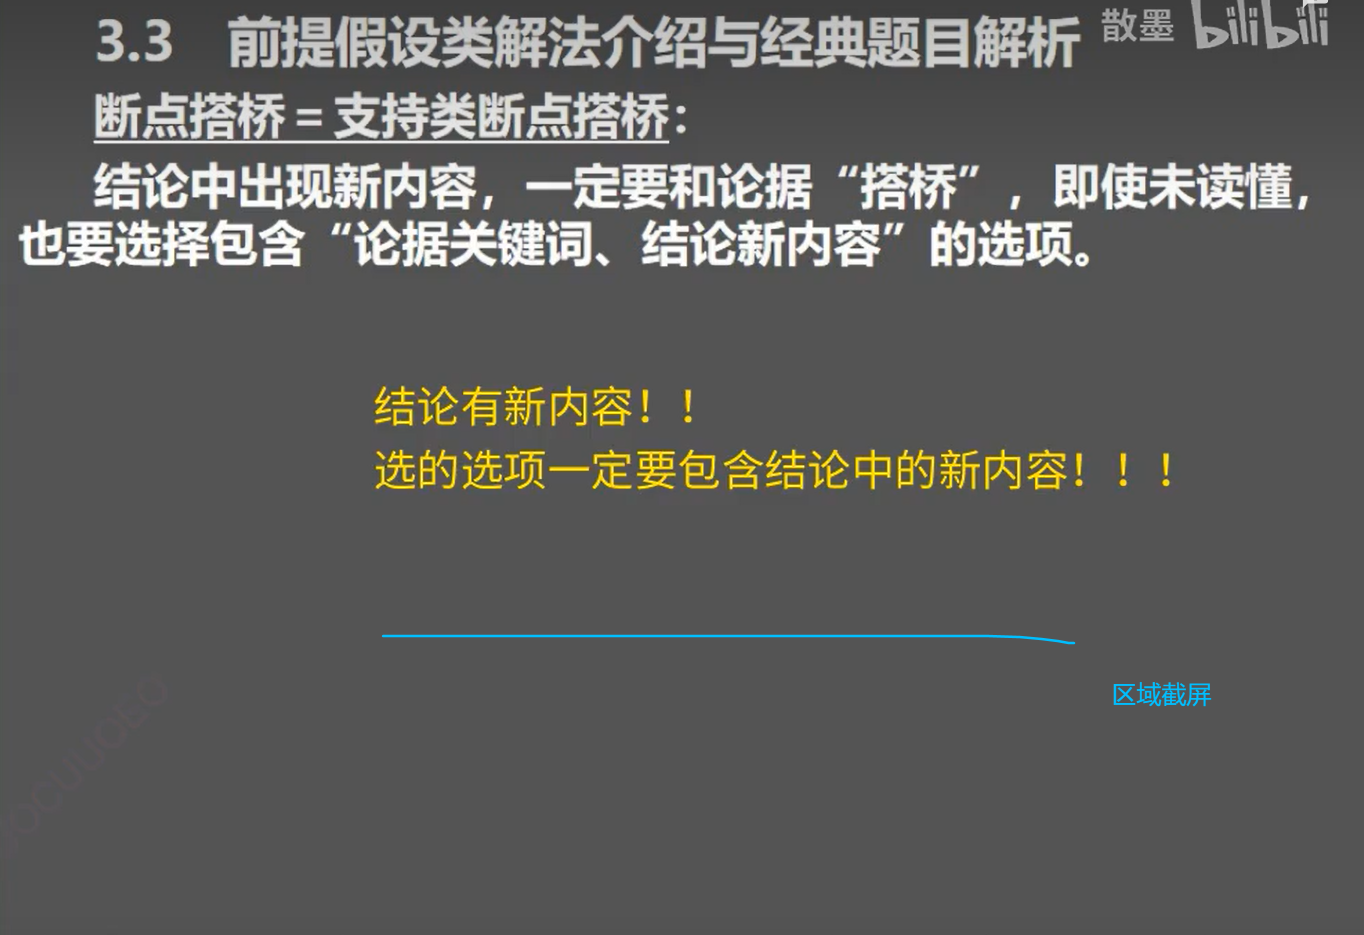 3.3 前提假设类解法介绍与经典题目解析
散墨 bilibili
断点搭桥=支持类断点搭桥：
结论中出现新内容，一定要和论据“搭桥”，即使未读懂，
也要选择包含“论据关键词、结论新内容”的选项。
结论有新内容！！
选的选项一定要包含结论中的新内容！！！
区域截屏